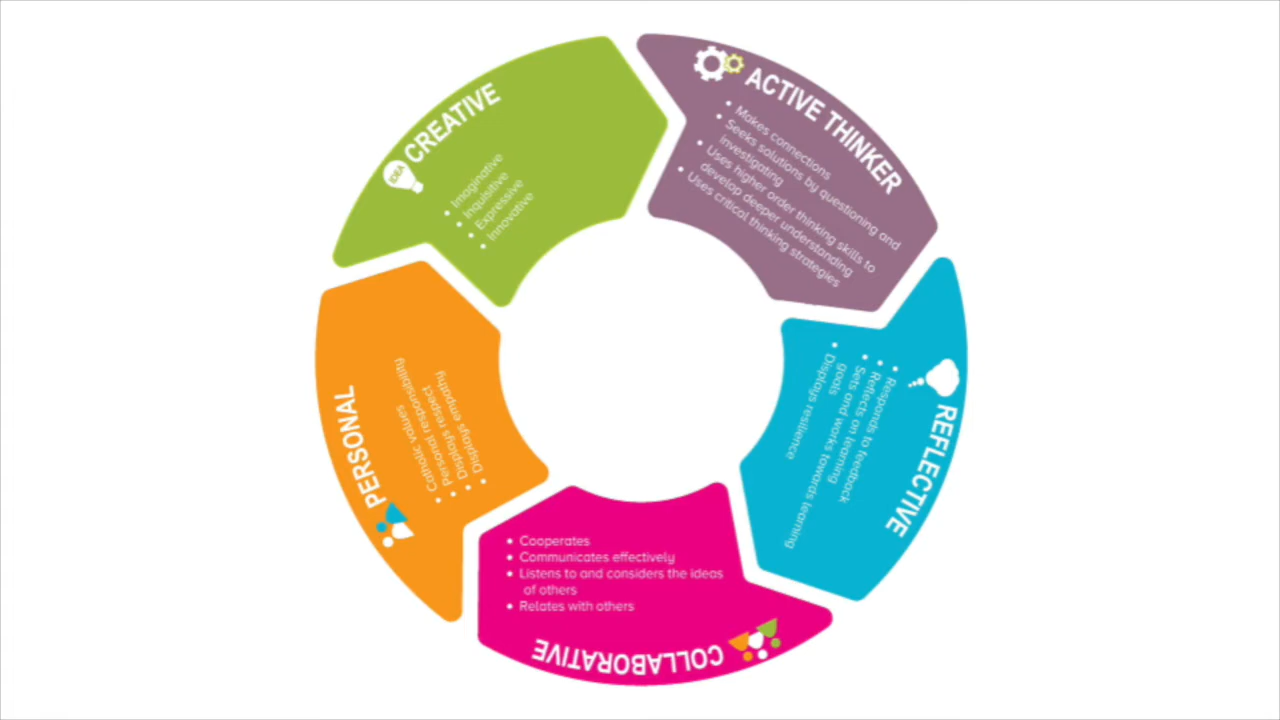 CREATIVE
IDEA
• Imaginative
• Inquisitive
• Expressive
• Innovative
ACTIVE THINKER
• Makes connections
• Seeks solutions by questioning and
investigating
• Uses higher order thinking skills to
develop deeper understanding
• Uses critical thinking strategies
REFLECTIVE
• Responds to feedback
• Reflects on learning
• Sets and works towards learning
goals
• Displays resilience
COLLABORATIVE
• Cooperates
• Communicates effectively
• Listens to and considers the ideas
of others
• Relates with others
PERSONAL
• Catholic values
• Personal responsibility
• Displays respect
• Displays empathy